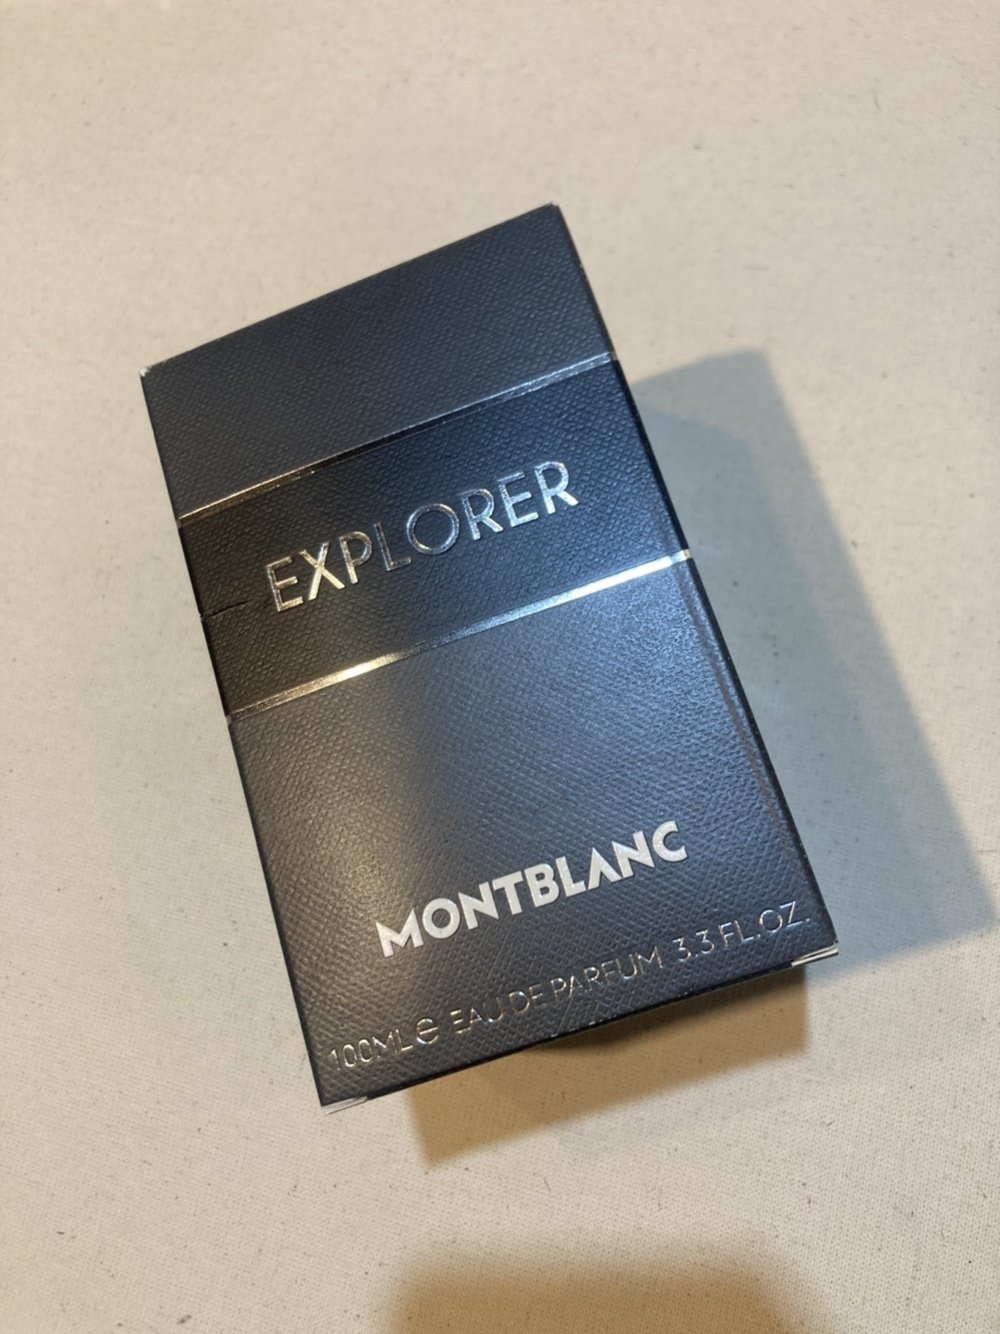 EXPLORER
MONTBLANC
100ML e EAU DE PARFUM 3.3 FL.OZ.